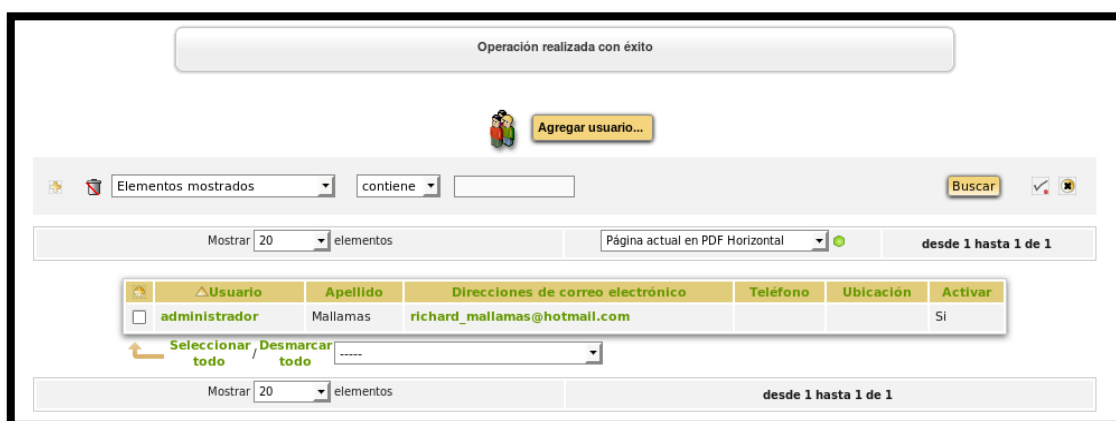 Operación realizada con éxito
Agregar usuario...
Elementos mostrados contiene Buscar
Mostrar 20 elementos Página actual en PDF Horizontal desde 1 hasta 1 de 1
Usuario Apellido Direcciones de correo electrónico Teléfono Ubicación Activar
administrador Mallamas richard_mallamas@hotmail.com Si
Seleccionar todo / Desmarcar todo -----
Mostrar 20 elementos desde 1 hasta 1 de 1